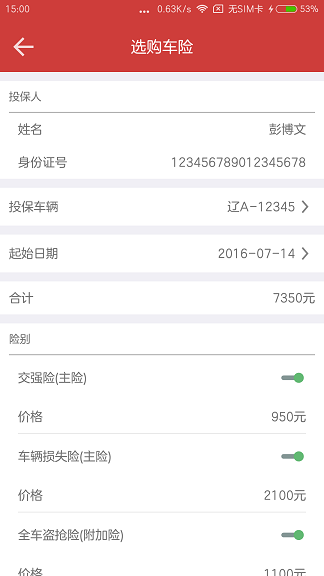 15:00 ... 0.63K/s 无SIM卡 53%
选购车险
投保人
姓名 彭博文
身份证号 123456789012345678
投保车辆 辽A-12345
起始日期 2016-07-14
合计 7350元
险别
交强险(主险)
价格 950元
车辆损失险(主险)
价格 2100元
全车盗抢险(附加险)
价格 1100元